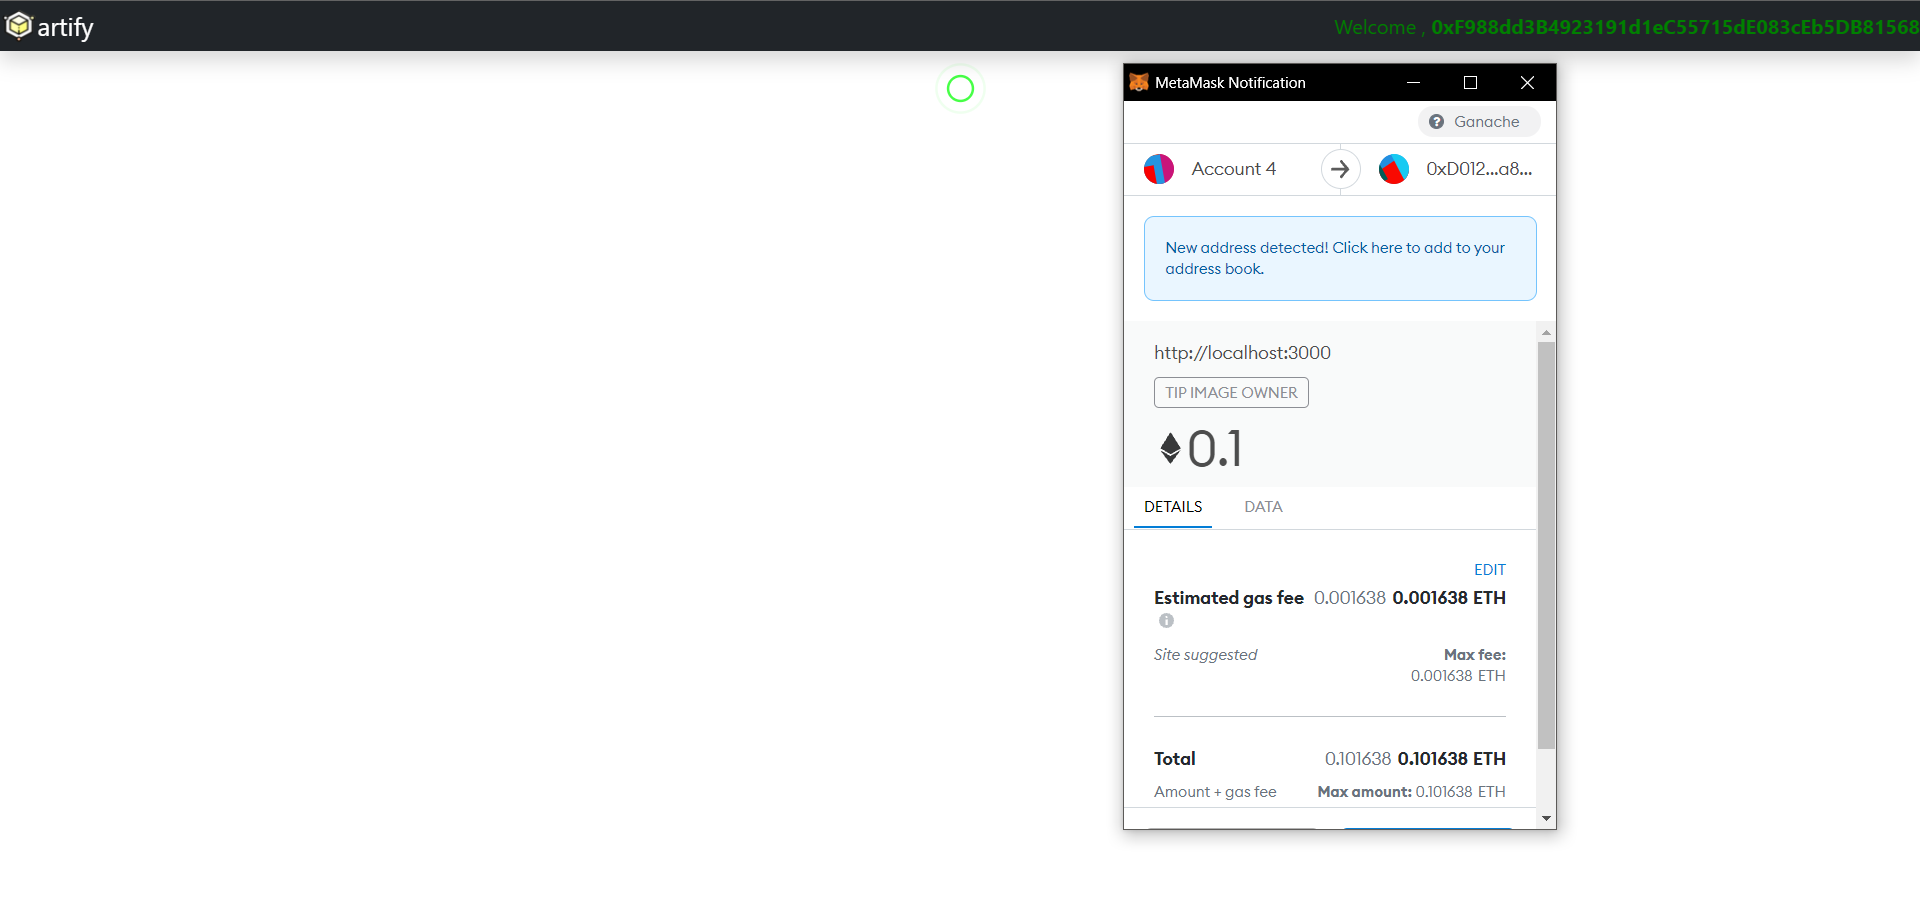 artify
Welcome , 0xF988dd3B4923191d1eC55715dE083cEb5DB81568
MetaMask Notification
Ganache
Account 4
0xD012...a8...
New address detected! Click here to add to your
address book.
http://localhost:3000
TIP IMAGE OWNER
0.1
DETAILS DATA
EDIT
Estimated gas fee 0.001638 0.001638 ETH
Site suggested Max fee:
0.001638 ETH
Total 0.101638 0.101638 ETH
Amount + gas fee Max amount: 0.101638 ETH